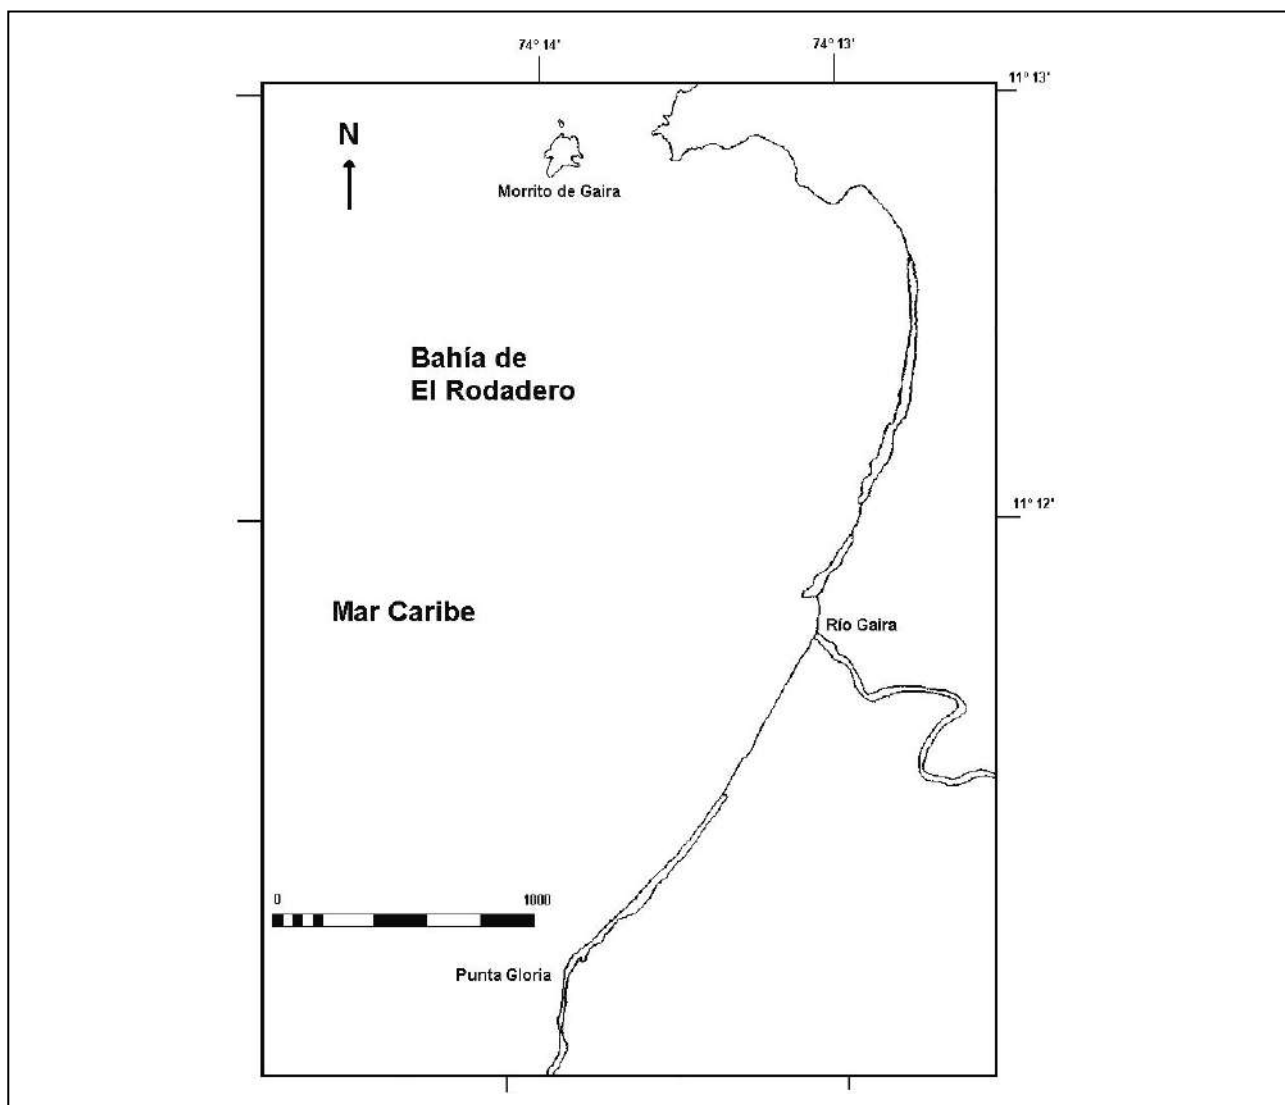 74° 14'
74° 13'
11° 13'
N
Morrito de Gaira
Bahía de
El Rodadero
11° 12'
Mar Caribe
Río Gaira
0
1000
Punta Gloria